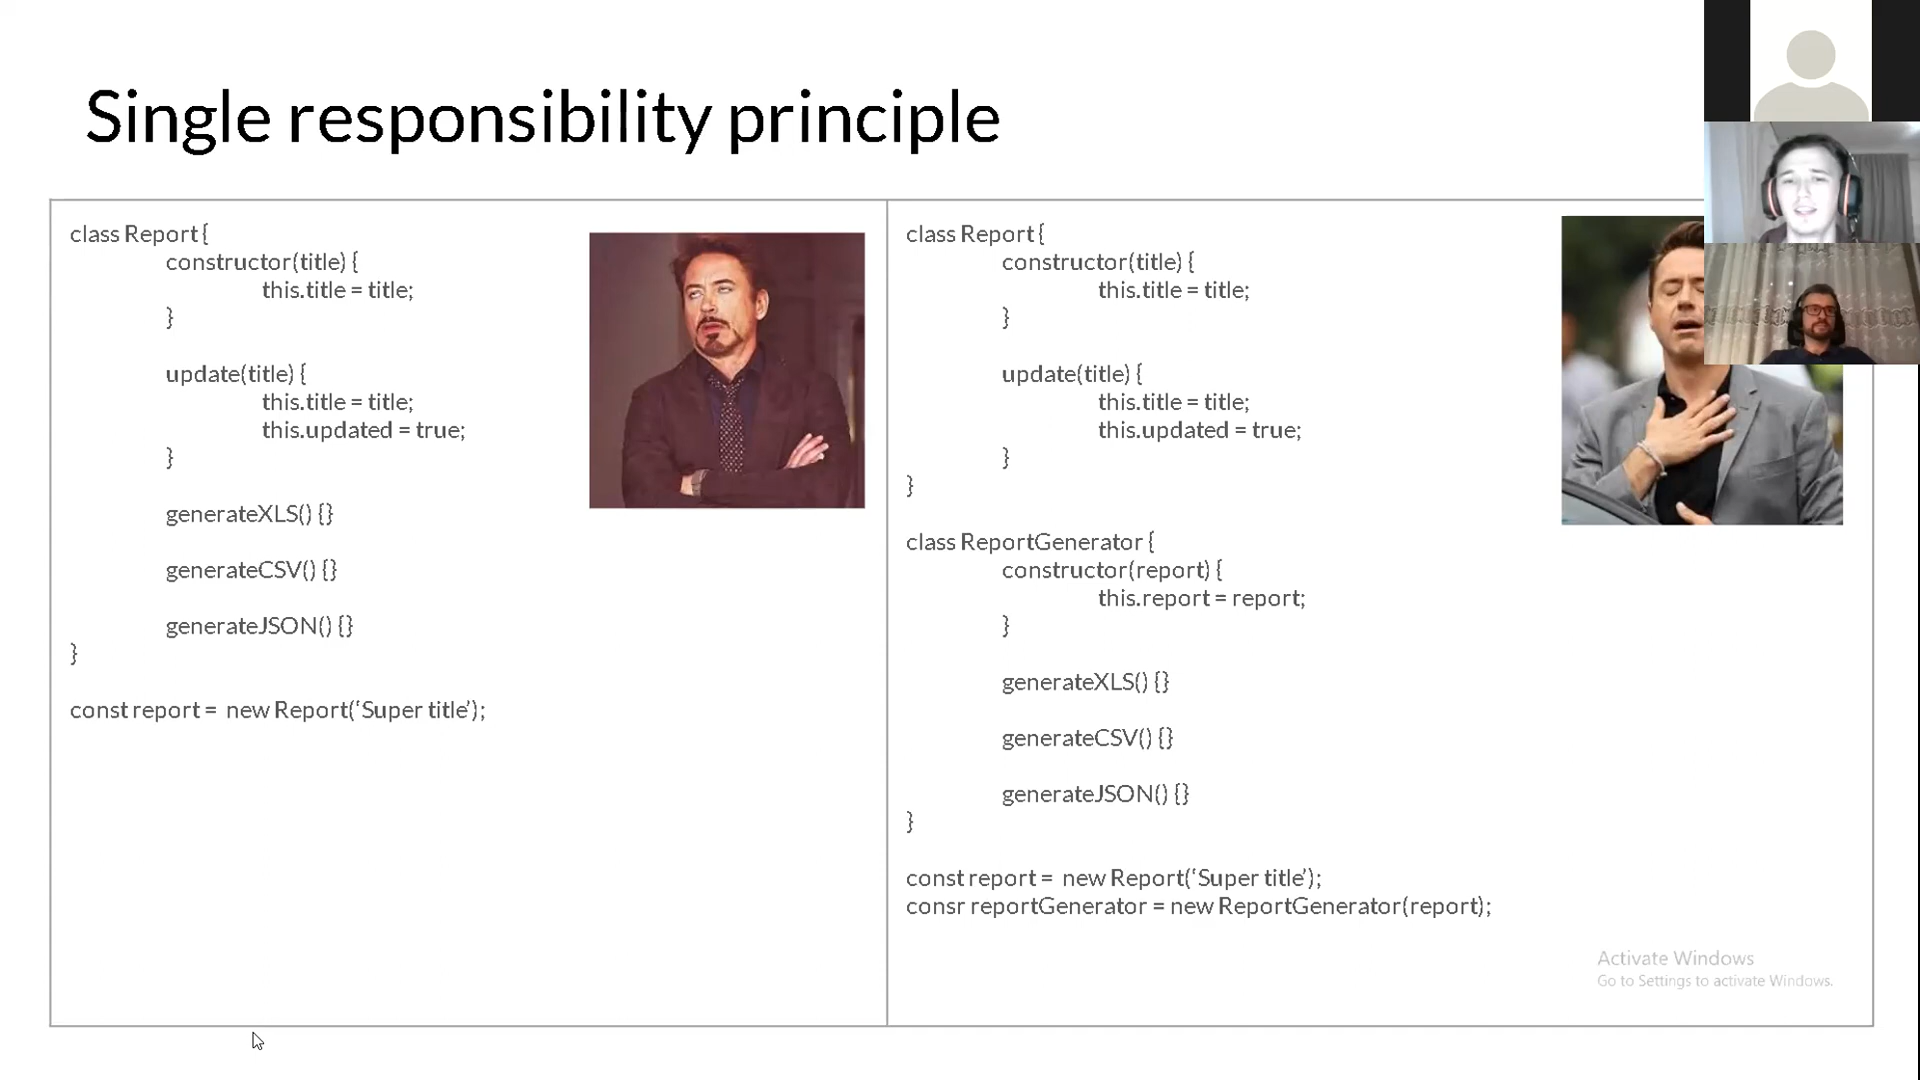 Single responsibility principle
class Report {
constructor(title) {
this.title = title;
}
update(title) {
this.title = title;
this.updated = true;
}
generateXLS() {}
generateCSV() {}
generateJSON() {}
}
const report = new Report(‘Super title’);
class Report {
constructor(title) {
this.title = title;
}
update(title) {
this.title = title;
this.updated = true;
}
}
class ReportGenerator {
constructor(report) {
this.report = report;
}
generateXLS() {}
generateCSV() {}
generateJSON() {}
}
const report = new Report(‘Super title’);
consr reportGenerator = new ReportGenerator(report);
Activate Windows
Go to Settings to activate Windows.